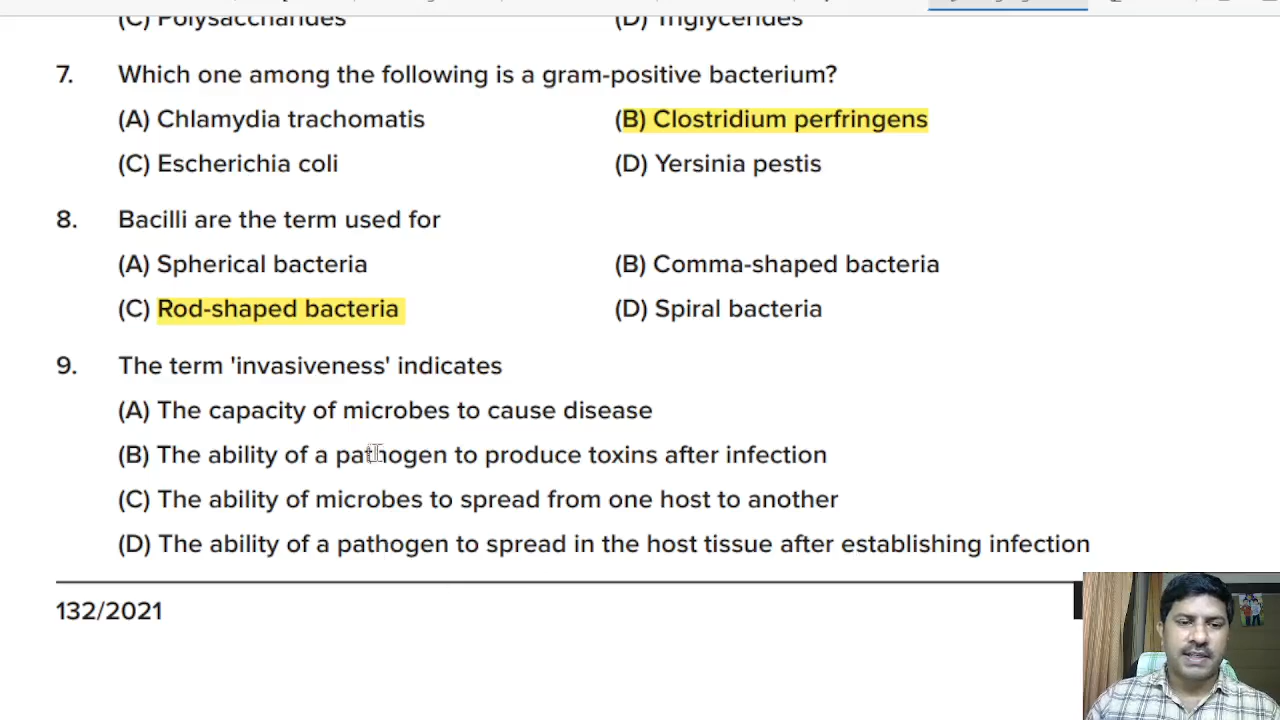 (C) Polysaccharides (D) Triglycerides
7. Which one among the following is a gram-positive bacterium?
(A) Chlamydia trachomatis (B) Clostridium perfringens
(C) Escherichia coli (D) Yersinia pestis
8. Bacilli are the term used for
(A) Spherical bacteria (B) Comma-shaped bacteria
(C) Rod-shaped bacteria (D) Spiral bacteria
9. The term 'invasiveness' indicates
(A) The capacity of microbes to cause disease
(B) The ability of a pathogen to produce toxins after infection
(C) The ability of microbes to spread from one host to another
(D) The ability of a pathogen to spread in the host tissue after establishing infection
132/2021